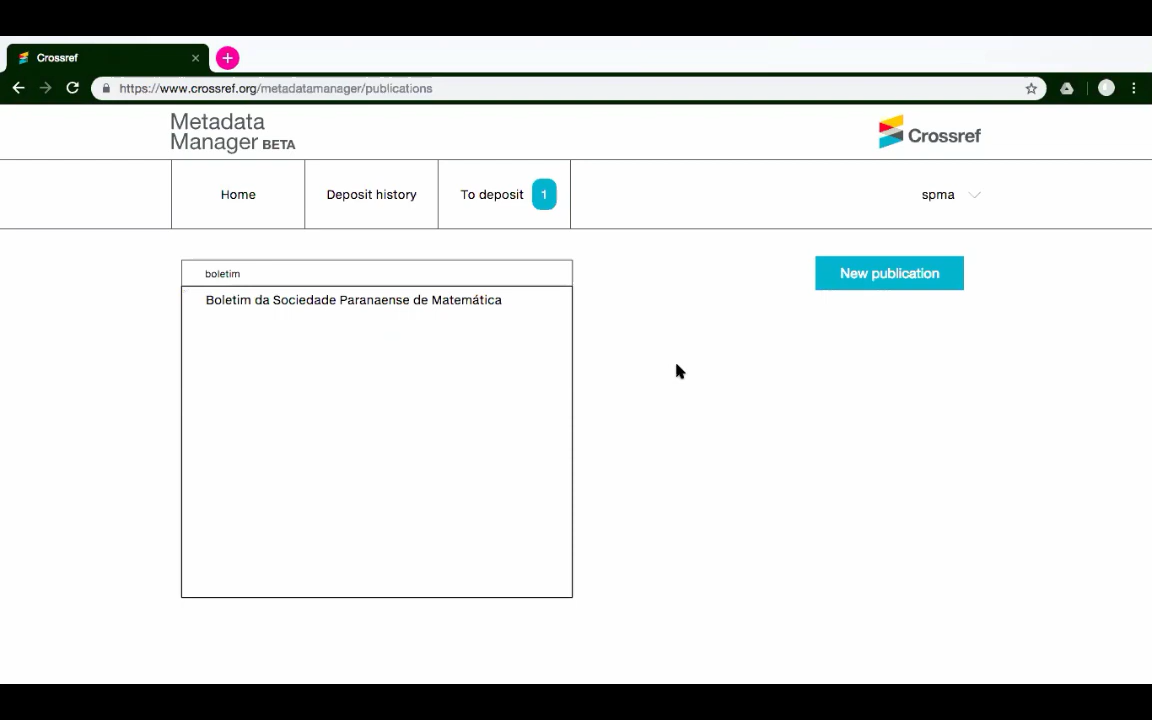 Crossref
https://www.crossref.org/metadatamanager/publications
Metadata
Manager BETA
Crossref
Home
Deposit history
To deposit 1
spma
boletim
New publication
Boletim da Sociedade Paranaense de Matemática